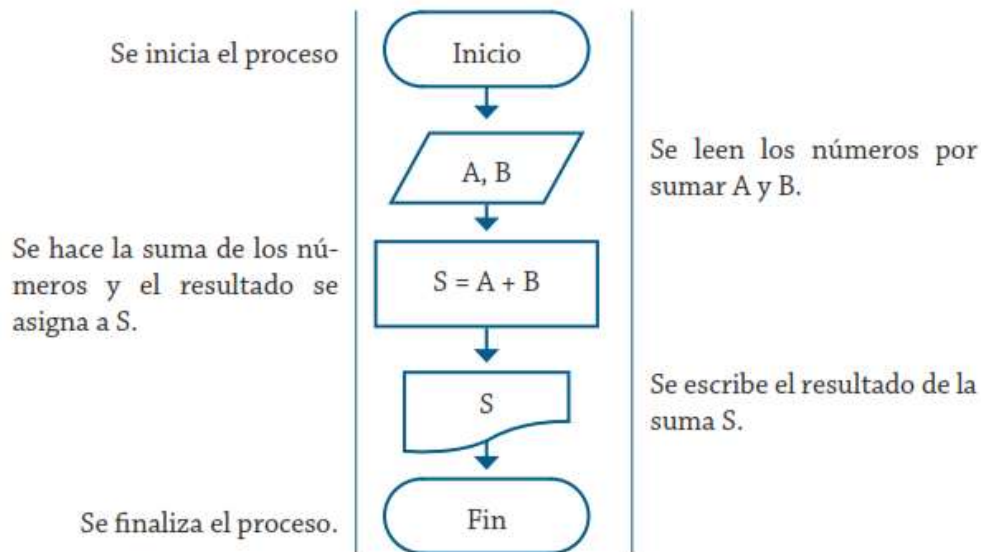 Se inicia el proceso
Inicio
A, B
Se leen los números por
sumar A y B.
Se hace la suma de los nú-
meros y el resultado se
asigna a S.
S = A + B
S
Se escribe el resultado de la
suma S.
Se finaliza el proceso.
Fin